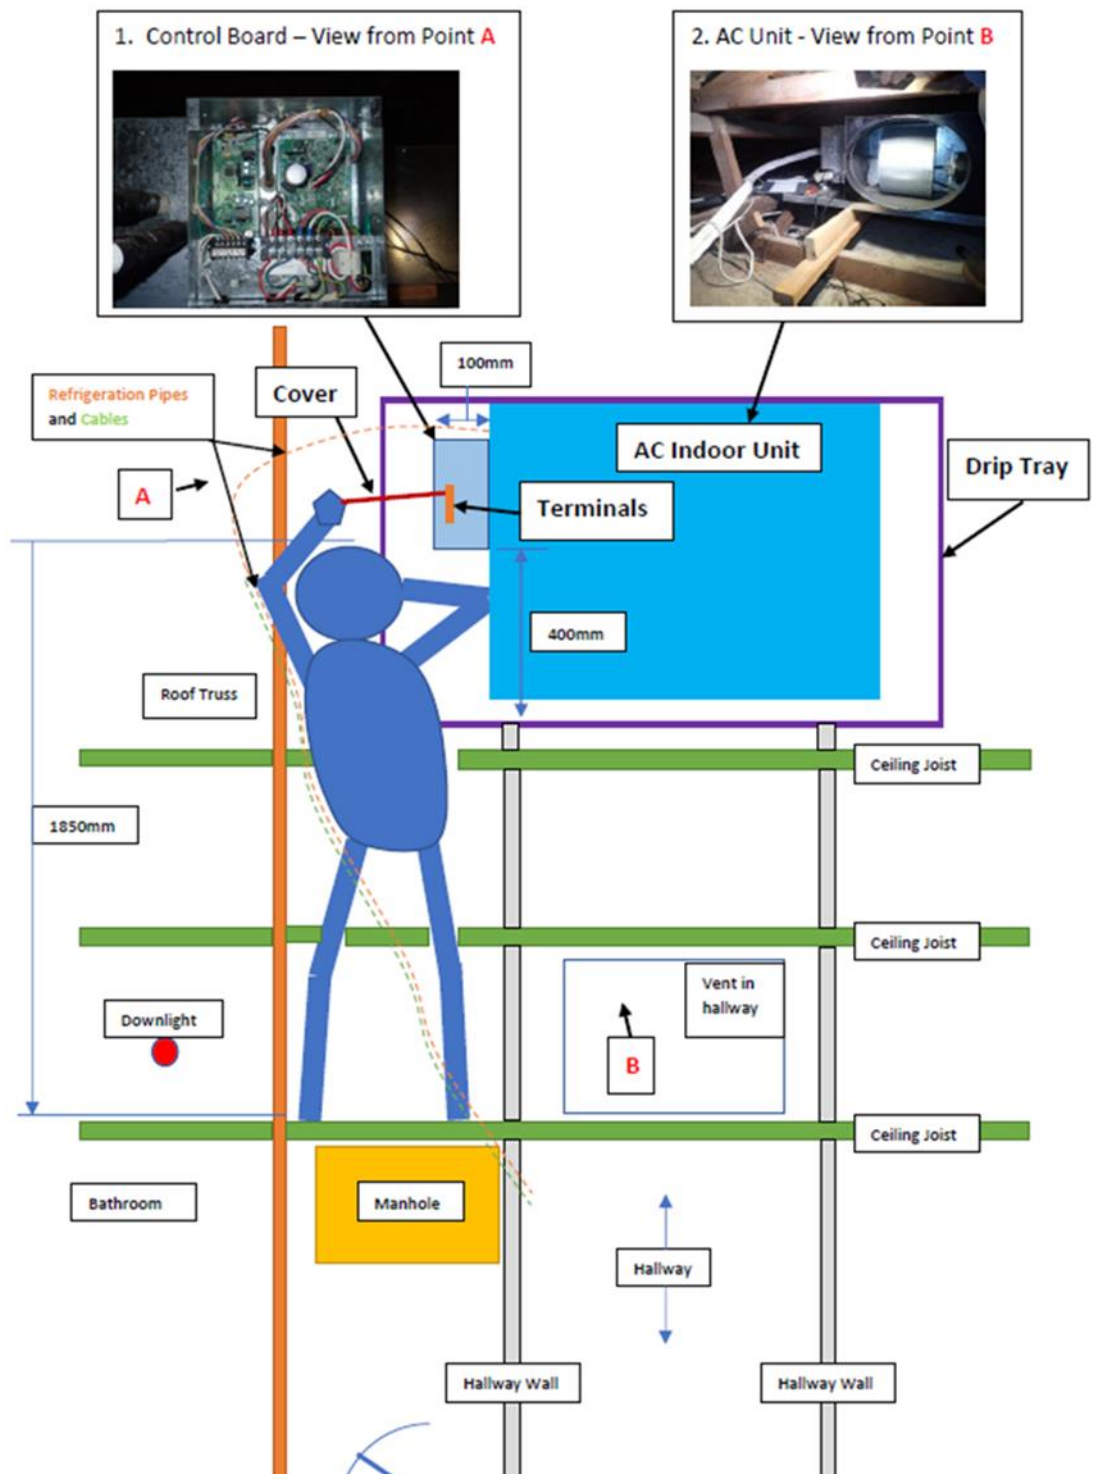 1. Control Board – View from Point A
2. AC Unit - View from Point B
100mm
Refrigeration Pipes
and Cables
Cover
AC Indoor Unit
Drip Tray
A
Terminals
400mm
Roof Truss
Ceiling Joist
1850mm
Ceiling Joist
Vent in
hallway
Downlight
B
Ceiling Joist
Bathroom
Manhole
Hallway
Hallway Wall
Hallway Wall